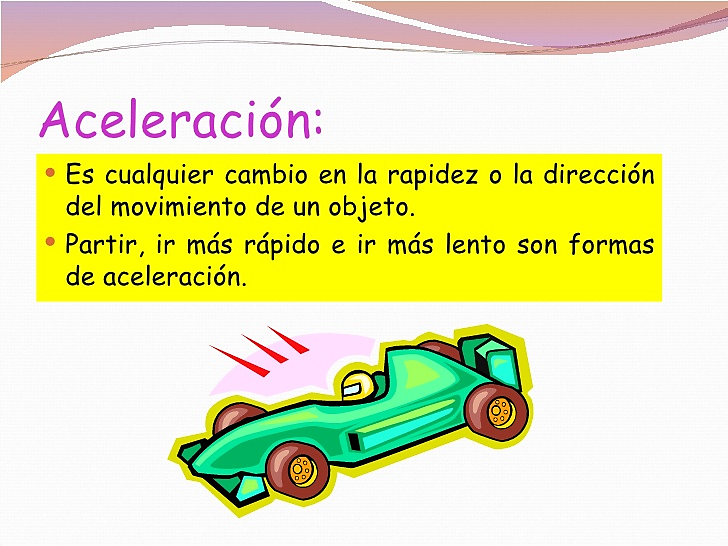 Aceleración:
• Es cualquier cambio en la rapidez o la dirección
del movimiento de un objeto.
• Partir, ir más rápido e ir más lento son formas
de aceleración.